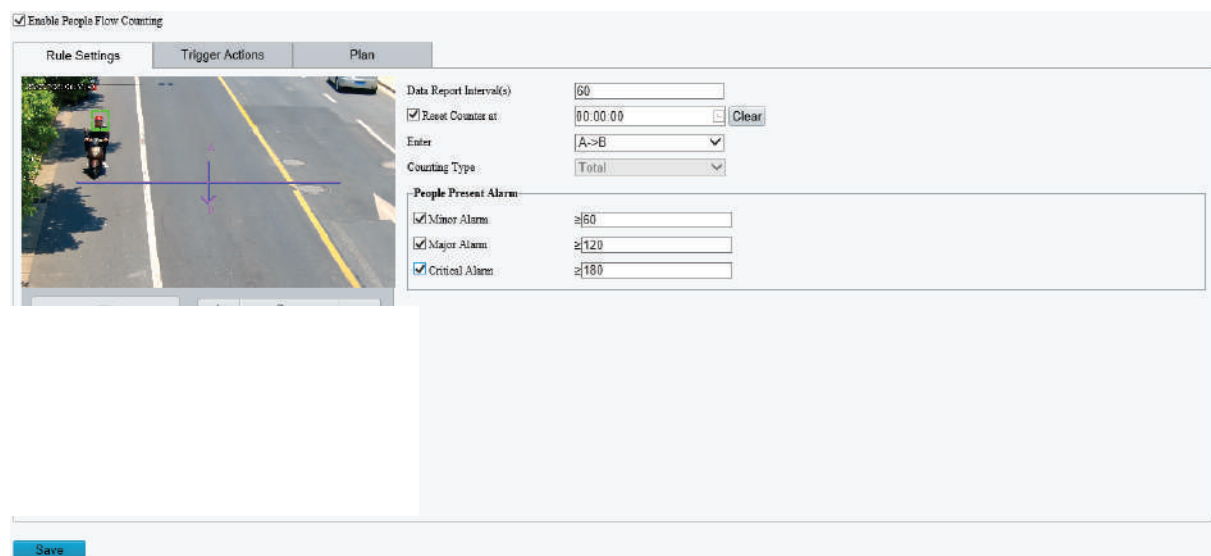 Enable People Flow Counting
Rule Settings
Trigger Actions
Plan
Data Report Interval(s) 60
Reset Counter at 00:00:00 Clear
Enter A->B
Counting Type Total
People Present Alarm
Minor Alarm ≥60
Major Alarm ≥120
Critical Alarm ≥180
A
Save